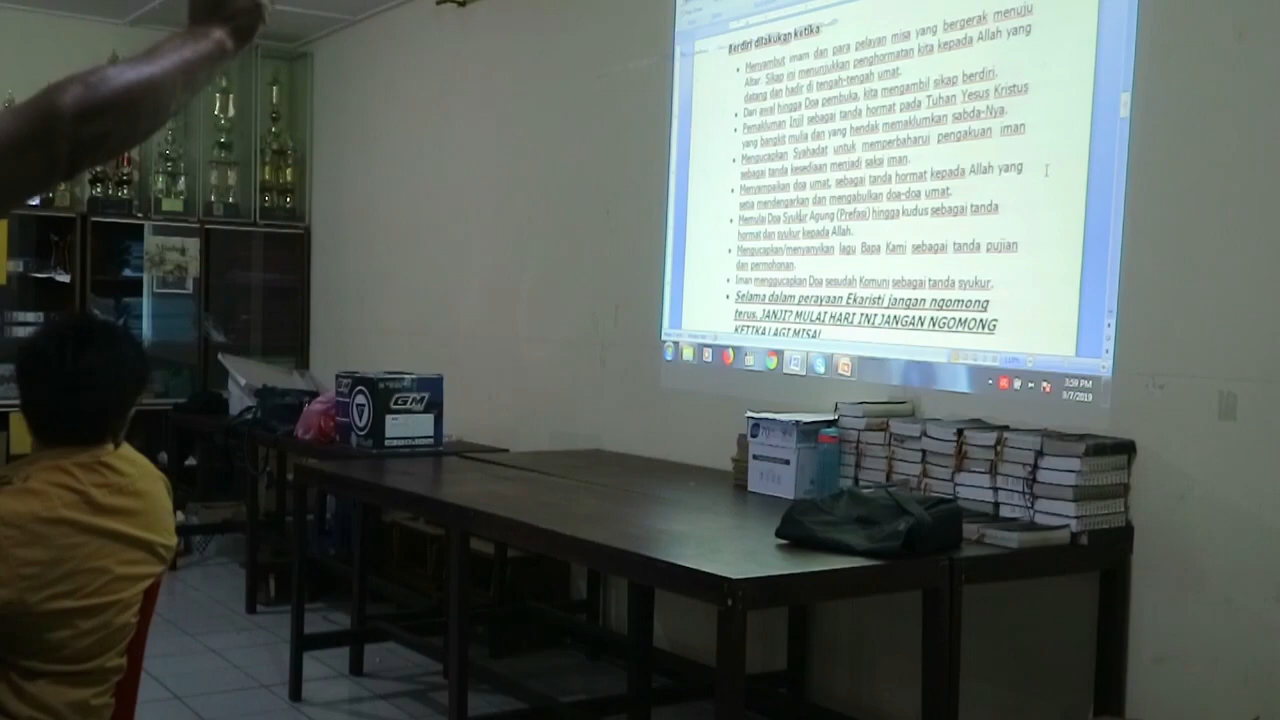 Berdiri dilakukan ketika
Menyambut imam dan para pelayan misa yang bergerak menuju
Altar. Sikap ini menunjukkan penghormatan kita kepada Allah yang
datang dan hadir di tengah-tengah umat.
Dari awal hingga Doa pembuka, kita mengambil sikap berdiri.
Pemakluman Injil sebagai tanda hormat pada Tuhan Yesus Kristus
yang bangkit mulia dan yang hendak memaklumkan sabda-Nya.
Mengucapkan Syahadat untuk memperbaharui pengakuan iman
sebagai tanda kesediaan menjadi saksi iman.
Menyampaikan doa umat, sebagai tanda hormat kepada Allah yang
setia mendengarkan dan mengabulkan doa-doa umat.
Memulai Doa Syukur Agung (Prefasi) hingga kudus sebagai tanda
hormat dan syukur kepada Allah.
Mengucapkan/menyanyikan lagu Bapa Kami sebagai tanda pujian
dan permohonan.
Iman menggucapkan Doa sesudah Komuni sebagai tanda syukur.
Selama dalam perayaan Ekaristi jangan ngomong
terus. JANJI? MULAI HARI INI JANGAN NGOMONG
KETIKA LAGI MISA!
3:59 PM
9/7/2019
GM
70